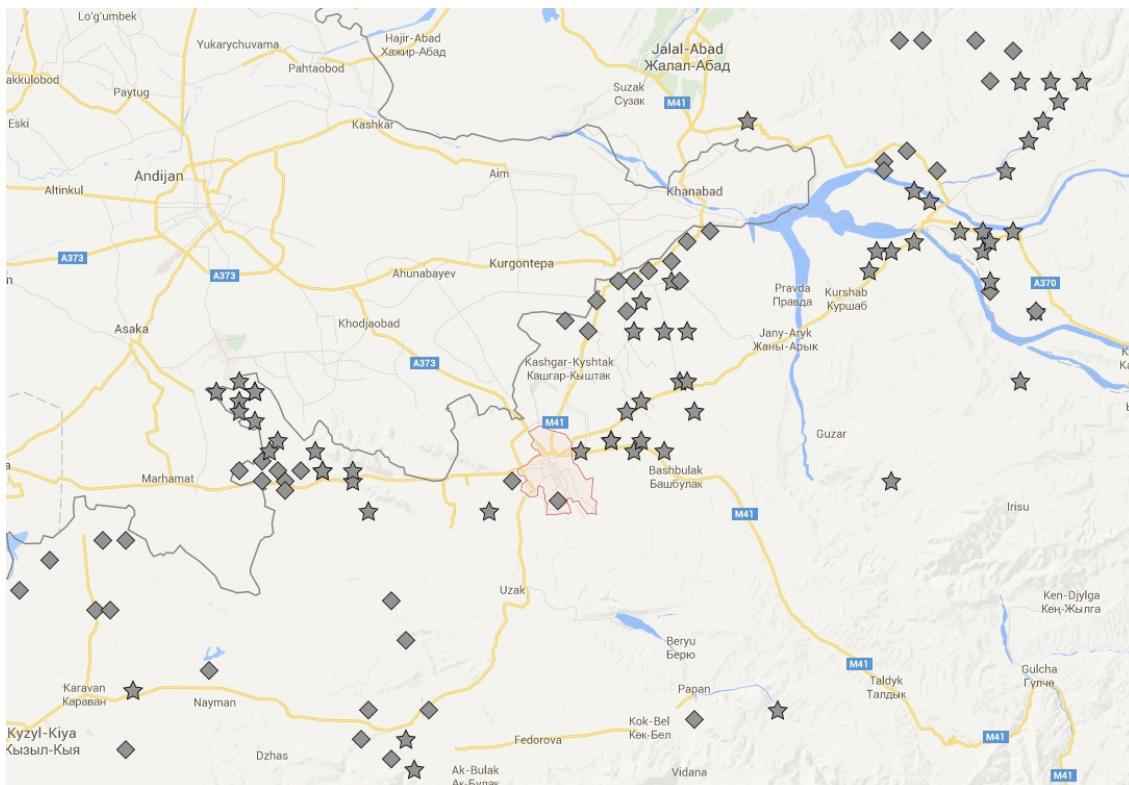 Lo'g'umbek
Hajir-Abad
Хажир-Абад
Yukarychuvama
Pahtaobod
Jalal-Abad
Жалал-Абад
akkulobod
Paytug
Suzak
Сузак
M41
Eski
Kashkar
Andijan
Aim
Altinkul
Khanabad
A373
Kurgontepa
A373
Ahunabayev
Pravda
Правда
Kurshab
Куршаб
A370
Asaka
Khodjaobad
Jany-Aryk
Жаны-Арык
A373
Kashgar-Kyshtak
Кашгар-Кыштак
M41
Guzar
Marhamat
Bashbulak
Башбулак
Irisu
M41
Uzak
Ken-Djylga
Кең-Жылга
Beryu
Берю
M41
Gulcha
Гүлчө
Taldyk
Талдык
Karavan
Караван
Nayman
Papan
Kok-Bel
Көк-Бел
Kyzyl-Kiya
Кызыл-Кыя
Fedorova
M41
Dzhas
Ak-Bulak
Ак-Булак
Vidana
M41